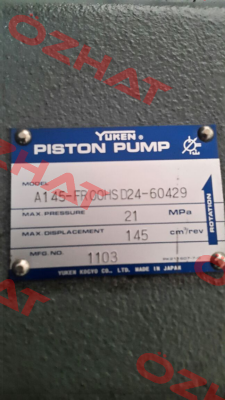 OZHAT
YUKEN®
PISTON PUMP
MODEL
A145-FR00HSD24-60429
MAX. PRESSURE 21 MPa
MAX. DISPLACEMENT 145 cm³/rev
MFG. NO. 1103
ROTATION
YUKEN KOGYO CO., LTD. MADE IN JAPAN
OZHAT
OZHAT